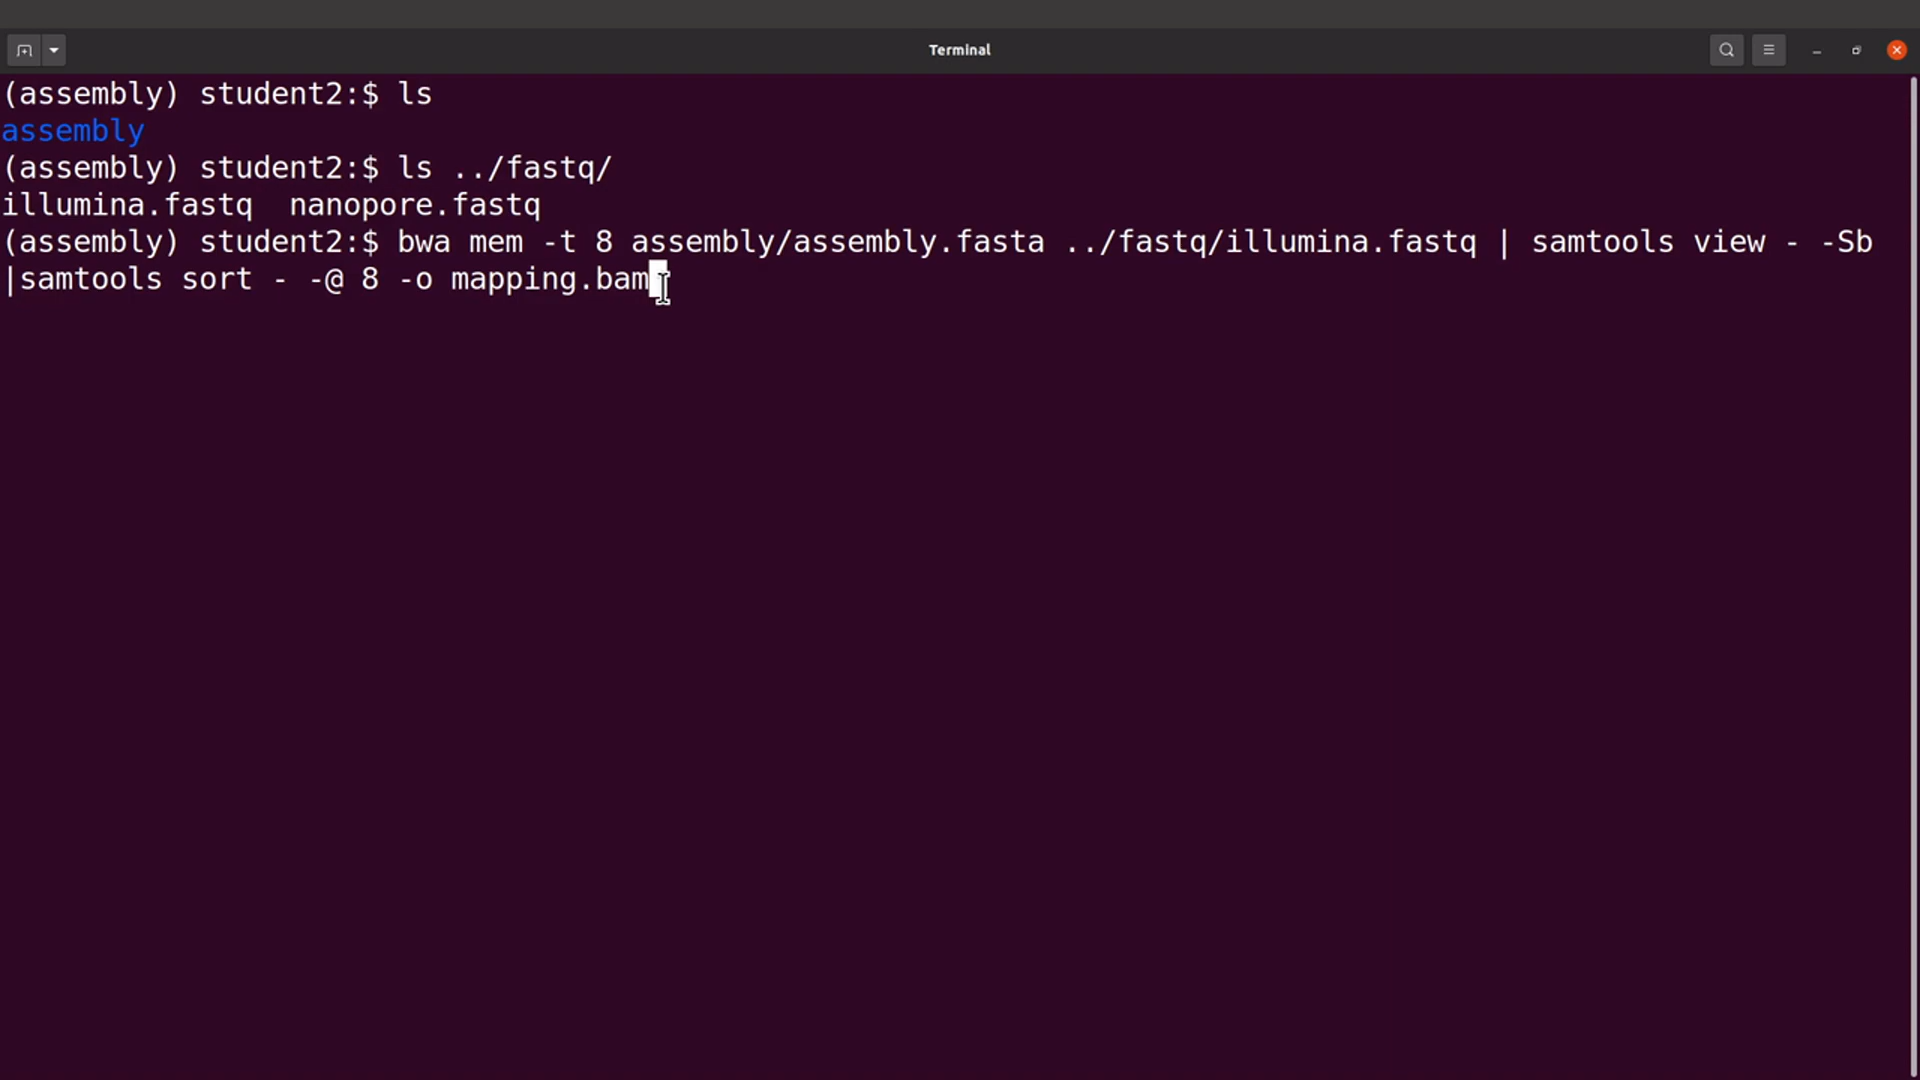 Terminal
(assembly) student2:$ ls
assembly
(assembly) student2:$ ls ../fastq/
illumina.fastq  nanopore.fastq
(assembly) student2:$ bwa mem -t 8 assembly/assembly.fasta ../fastq/illumina.fastq | samtools view - -Sb
|samtools sort - -@ 8 -o mapping.bam